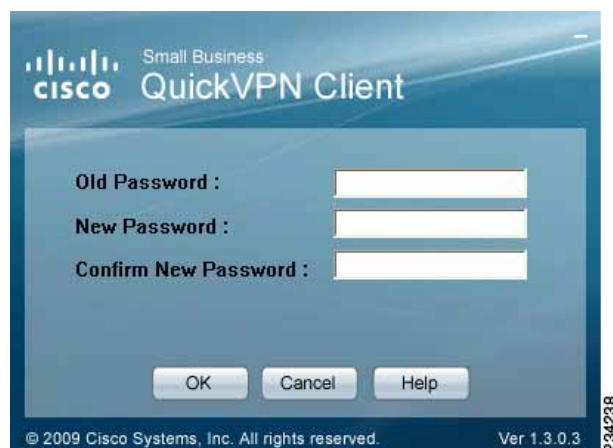 Small Business
CISCO QuickVPN Client
Old Password :
New Password :
Confirm New Password :
OK Cancel Help
© 2009 Cisco Systems, Inc. All rights reserved. Ver 1.3.0.3